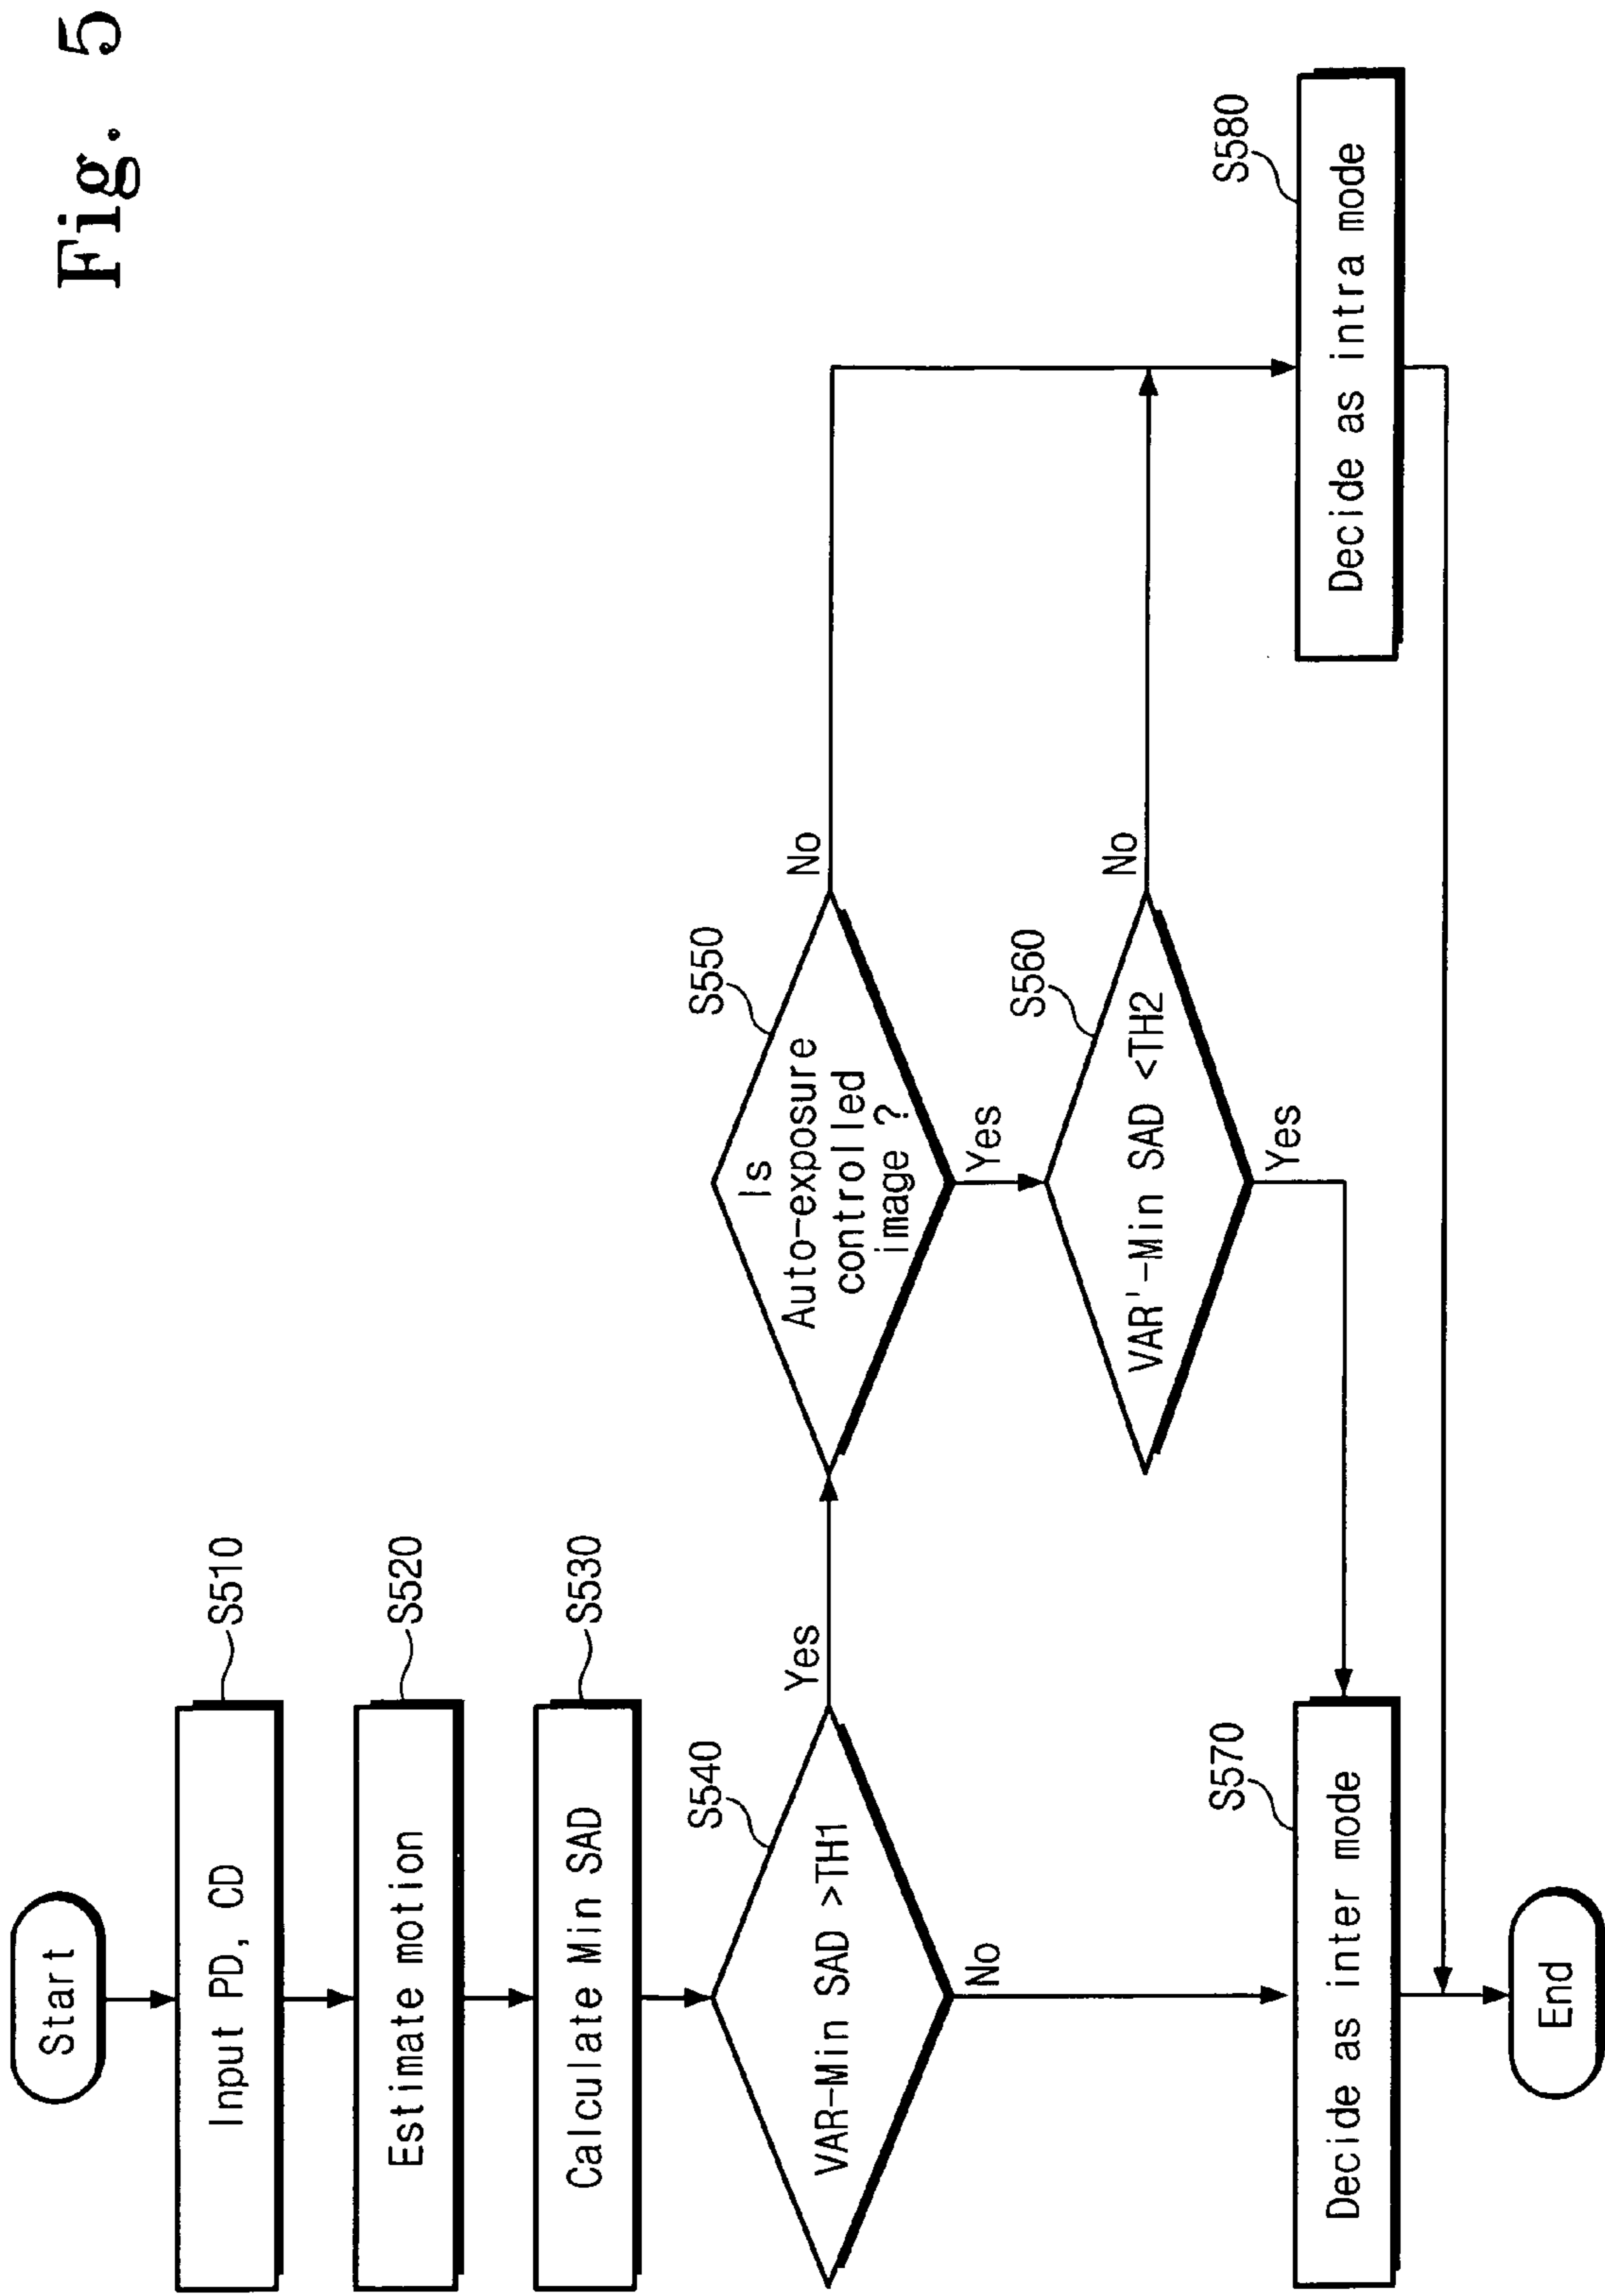 Fig. 5
Start
Input PD, CD
S510
Estimate motion
S520
Calculate Min SAD
S530
VAR-Min SAD >TH1
S540
Yes
No
Is
Auto-exposure
controlled
image ?
S550
No
Yes
VAR'-Min SAD <TH2
S560
No
Yes
Decide as inter mode
S570
Decide as intra mode
S580
End